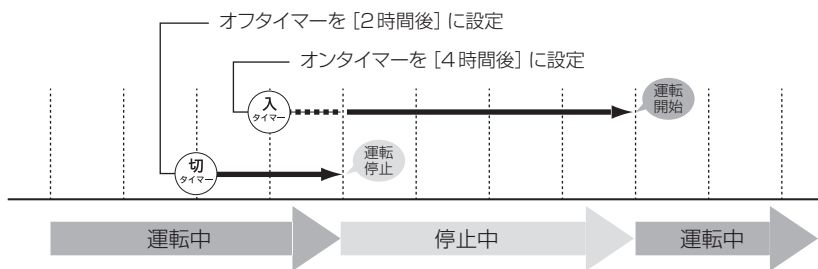 オフタイマーを［2時間後］に設定
オンタイマーを［4時間後］に設定
入
タイマー
運転
開始
切
タイマー
運転
停止
運転中
停止中
運転中